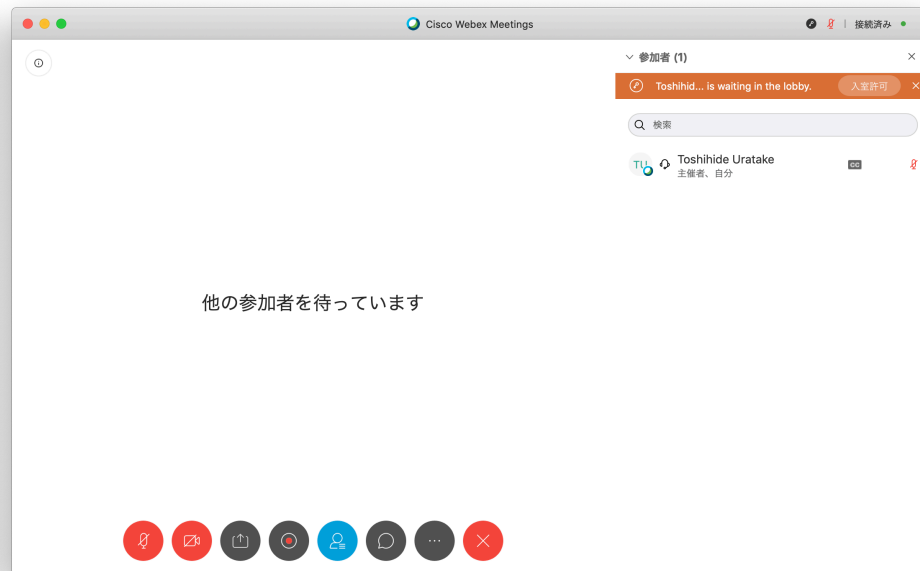 Cisco Webex Meetings
接続済み
参加者 (1)
Toshihid... is waiting in the lobby.
入室許可
検索
TU
Toshihide Uratake
主催者、自分
CC
他の参加者を待っています